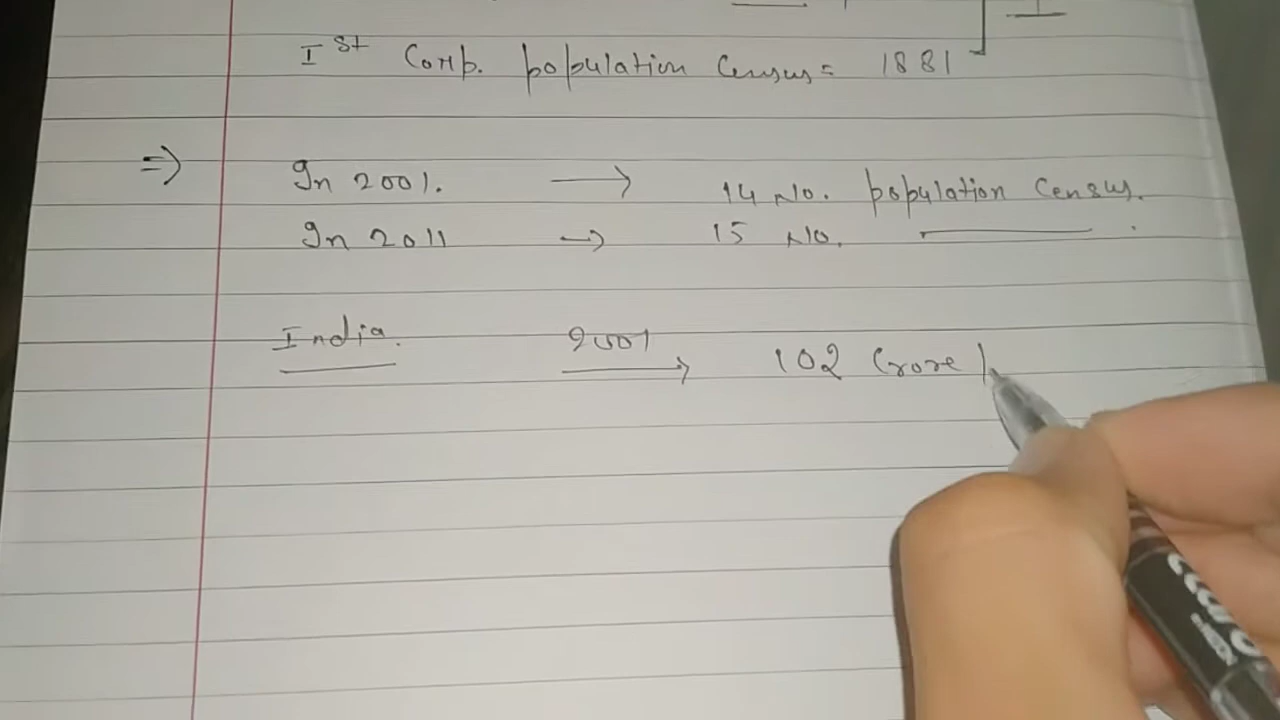 Ist Comp. population Census = 1881
⇒ In 2001. → 14 No. population Census.
In 2011 → 15 No. ——— .
India. 2001 → 102 Crore |